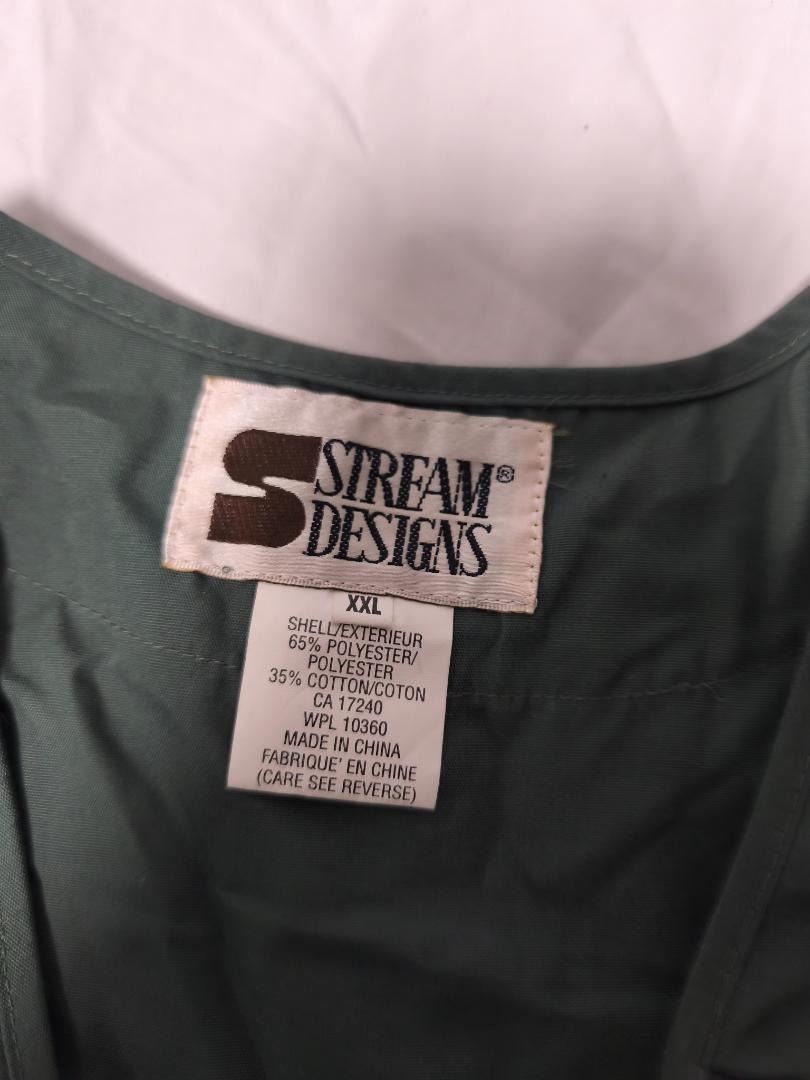 STREAM®
DESIGNS
XXL
SHELL/EXTERIEUR
65% POLYESTER/
POLYESTER
35% COTTON/COTON
CA 17240
WPL 10360
MADE IN CHINA
FABRIQUE' EN CHINE
(CARE SEE REVERSE)